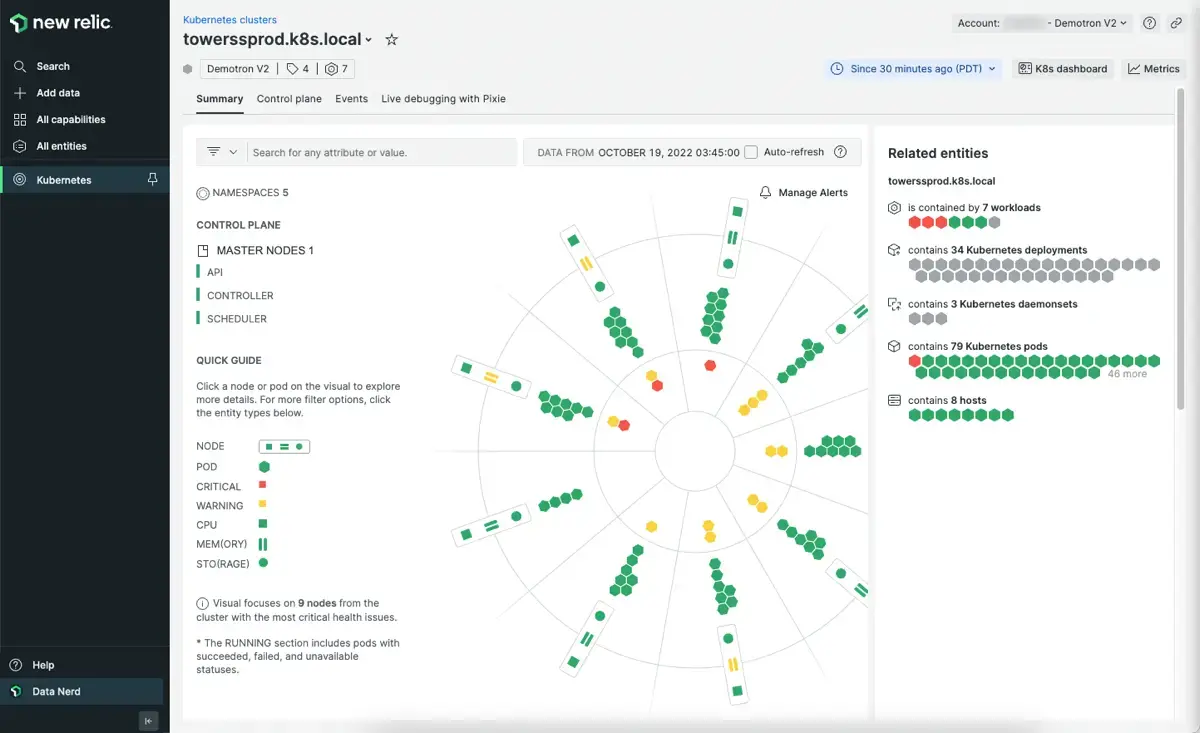 new relic.
Search
Add data
All capabilities
All entities
Kubernetes
Help
Data Nerd
Kubernetes clusters
towerssprod.k8s.local
Account:
- Demotron V2
Demotron V2 | 4 | 7
Since 30 minutes ago (PDT)
K8s dashboard
Metrics
Summary
Control plane
Events
Live debugging with Pixie
Search for any attribute or value.
DATA FROM OCTOBER 19, 2022 03:45:00
Auto-refresh
NAMESPACES 5
Manage Alerts
CONTROL PLANE
MASTER NODES 1
API
CONTROLLER
SCHEDULER
QUICK GUIDE
Click a node or pod on the visual to explore
more details. For more filter options, click
the entity types below.
NODE
POD
CRITICAL
WARNING
CPU
MEM(ORY)
STO(RAGE)
Visual focuses on 9 nodes from the
cluster with the most critical health issues.
* The RUNNING section includes pods with
succeeded, failed, and unavailable
statuses.
Related entities
towerssprod.k8s.local
is contained by 7 workloads
contains 34 Kubernetes deployments
contains 3 Kubernetes daemonsets
contains 79 Kubernetes pods
46 more
contains 8 hosts